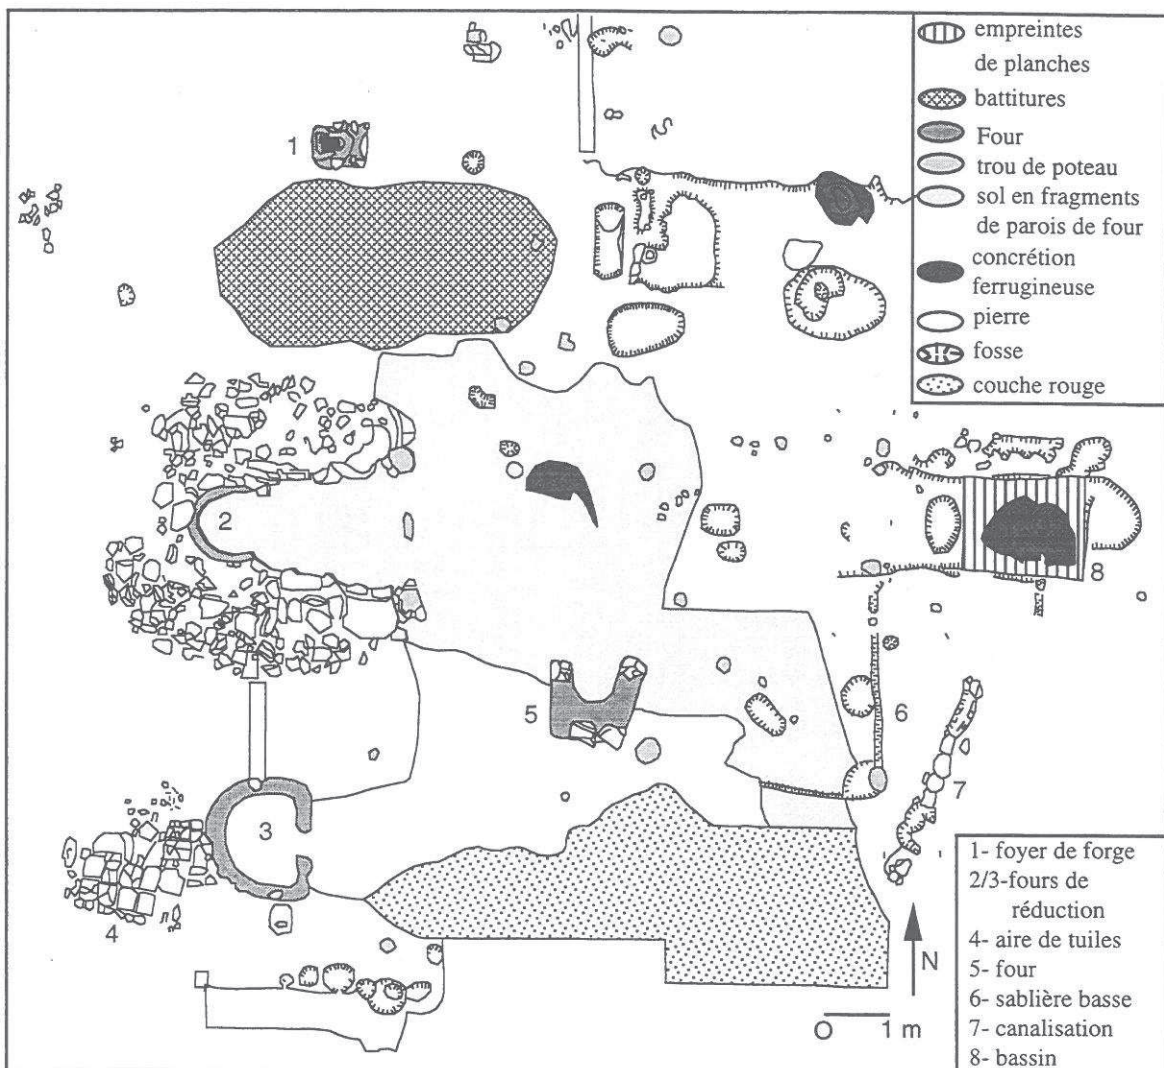 empreintes
de planches
battitures
Four
trou de poteau
sol en fragments
de parois de four
concrétion
ferrugineuse
pierre
fosse
couche rouge
1
2
3
4
5
6
7
8
N
O 1 m
1- foyer de forge
2/3-fours de
réduction
4- aire de tuiles
5- four
6- sablière basse
7- canalisation
8- bassin